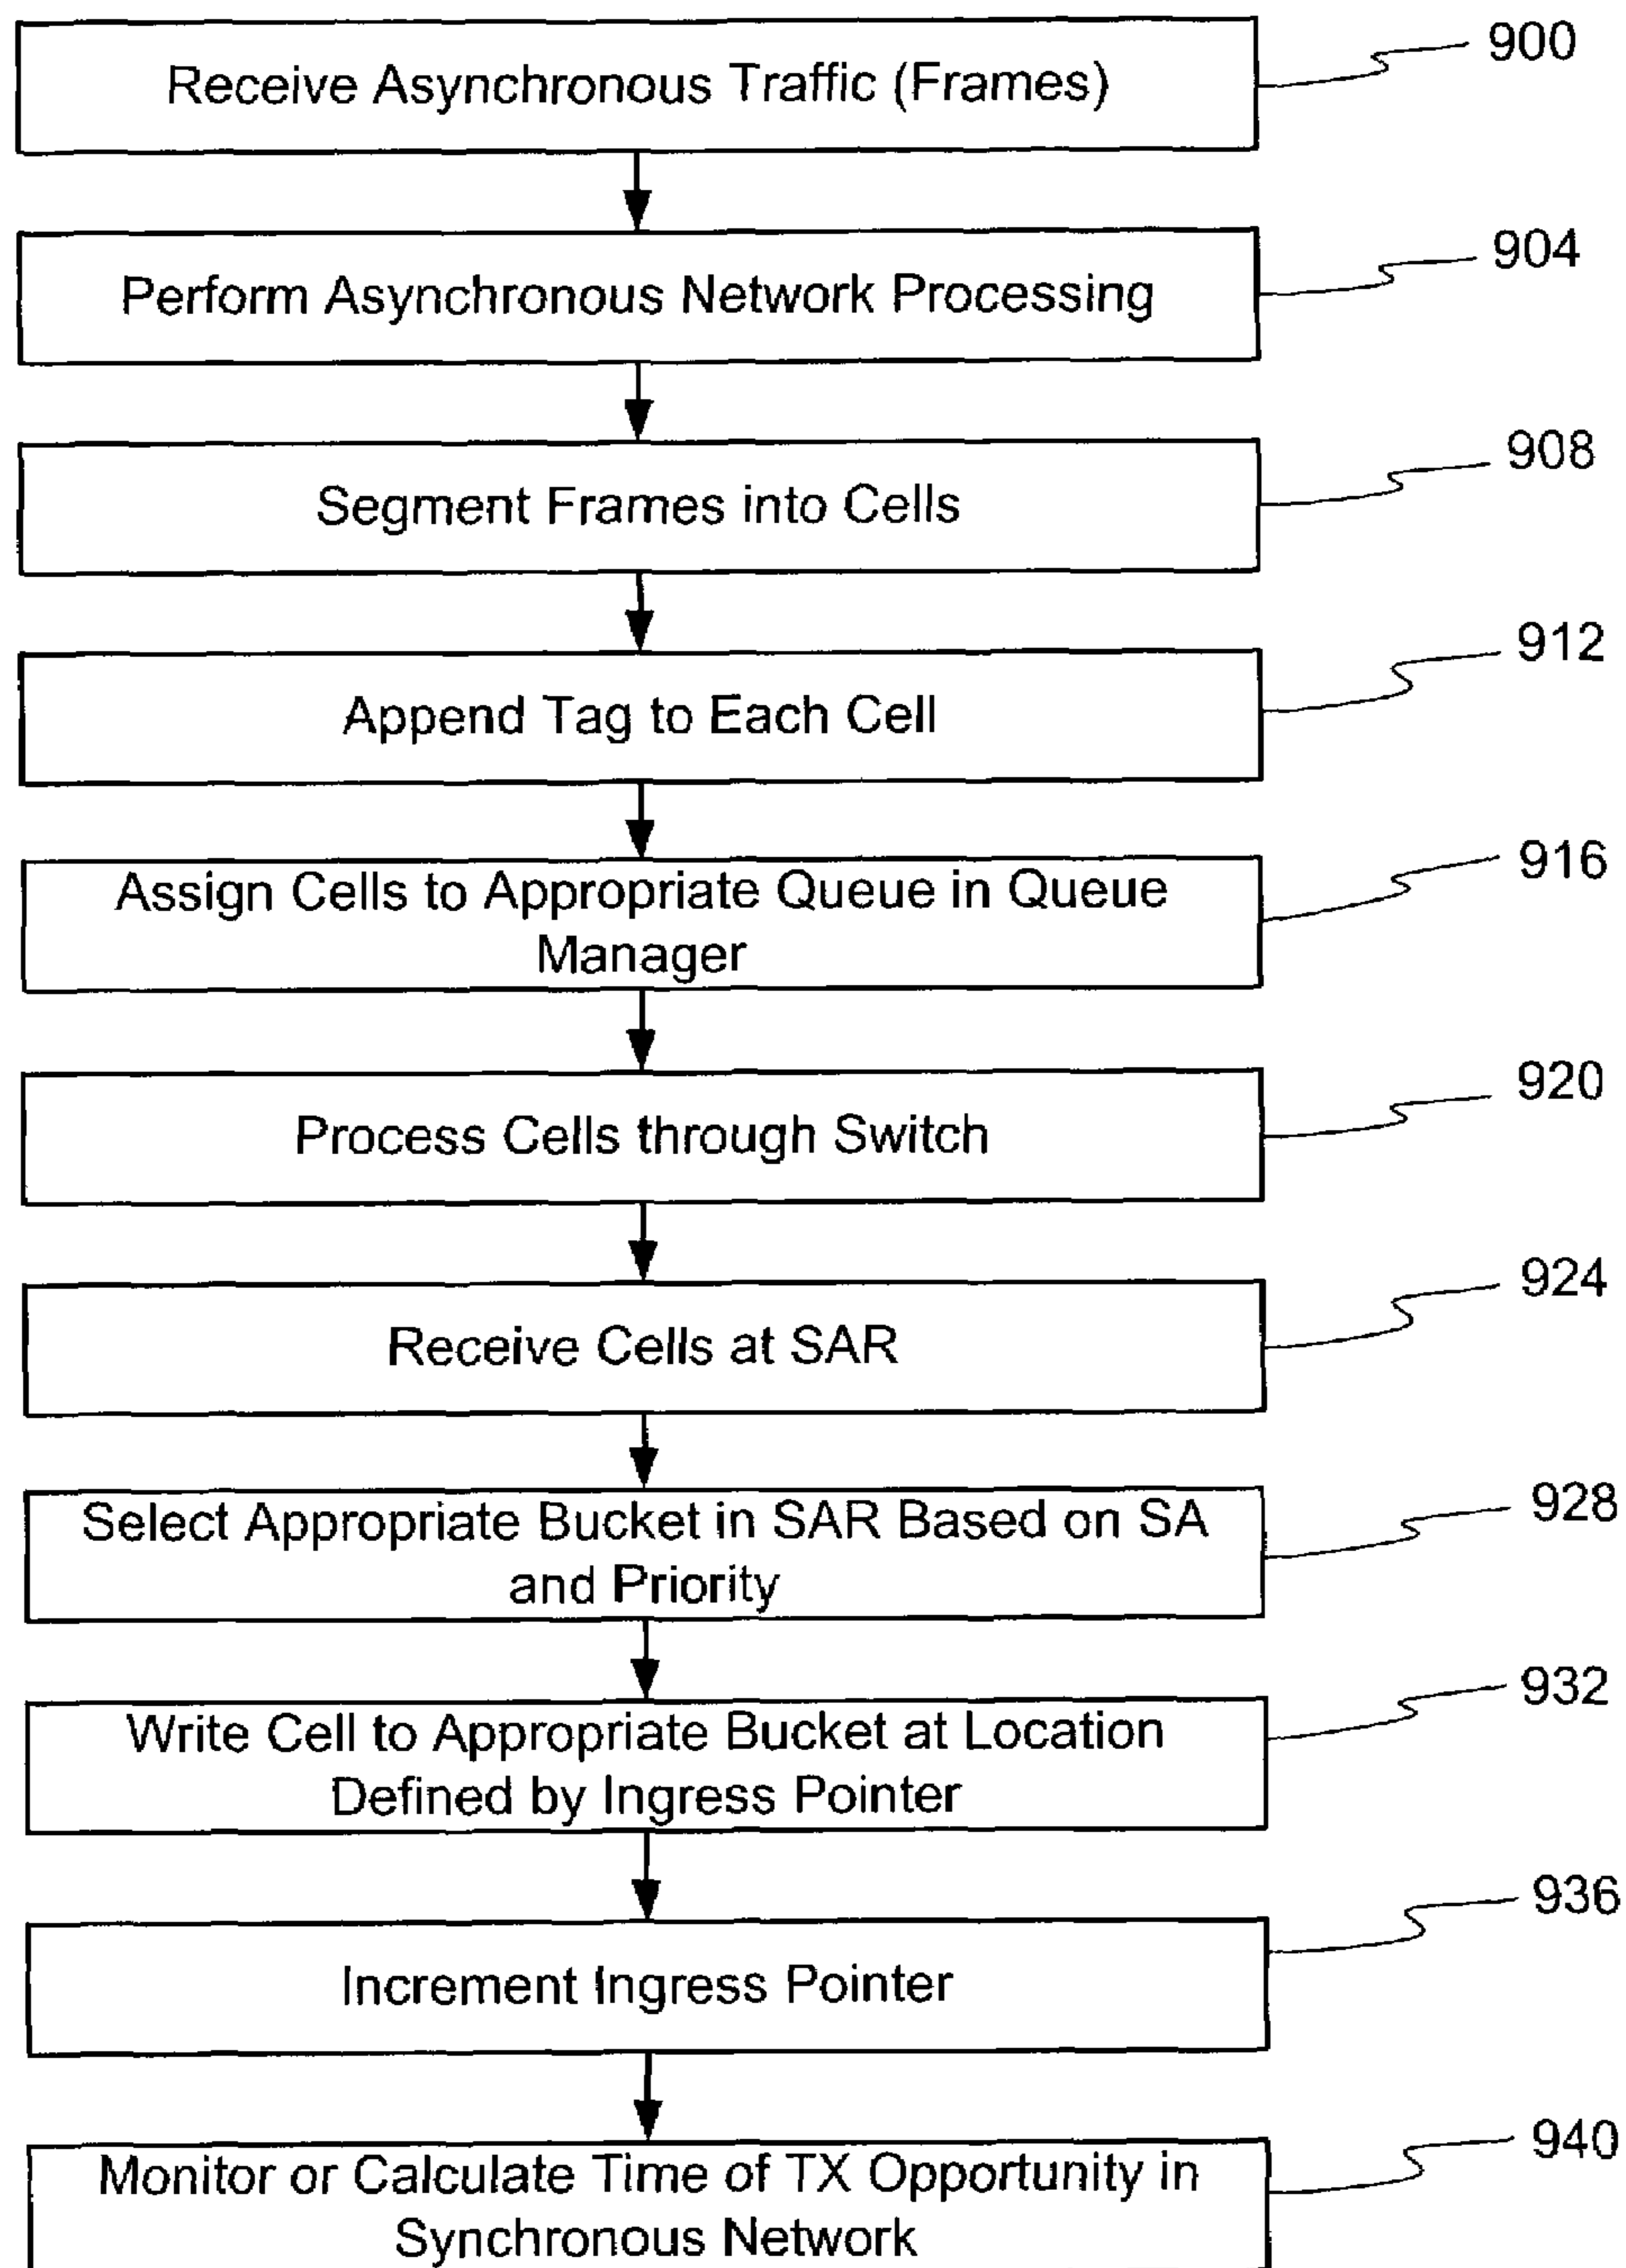 Receive Asynchronous Traffic (Frames)
900
Perform Asynchronous Network Processing
904
Segment Frames into Cells
908
Append Tag to Each Cell
912
Assign Cells to Appropriate Queue in Queue
Manager
916
Process Cells through Switch
920
Receive Cells at SAR
924
Select Appropriate Bucket in SAR Based on SA
and Priority
928
Write Cell to Appropriate Bucket at Location
Defined by Ingress Pointer
932
Increment Ingress Pointer
936
Monitor or Calculate Time of TX Opportunity in
Synchronous Network
940